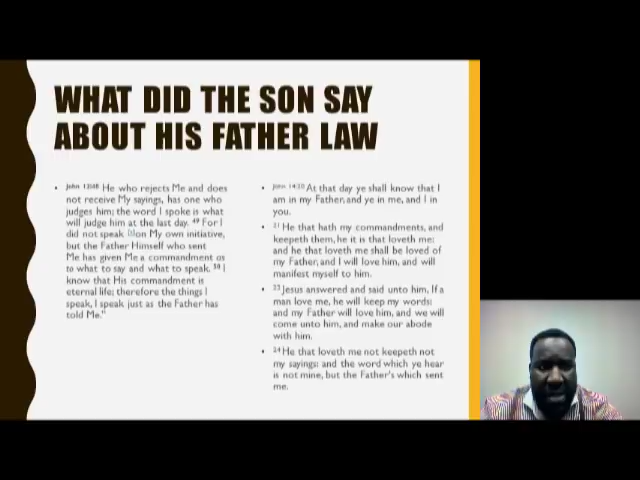 WHAT DID THE SON SAY
ABOUT HIS FATHER LAW
• John 12:48 He who rejects Me and does
not receive My sayings, has one who
judges him; the word I spoke is what
will judge him at the last day. 49 For I
did not speak on My own initiative,
but the Father Himself who sent
Me has given Me a commandment as
to what to say and what to speak. 50 I
know that His commandment is
eternal life; therefore the things I
speak, I speak just as the Father has
told Me."
• John 14:20 At that day ye shall know that I
am in my Father, and ye in me, and I in
you.
• 21 He that hath my commandments, and
keepeth them, he it is that loveth me:
and he that loveth me shall be loved of
my Father, and I will love him, and will
manifest myself to him.
• 23 Jesus answered and said unto him, If a
man love me, he will keep my words:
and my Father will love him, and we will
come unto him, and make our abode
with him.
• 24 He that loveth me not keepeth not
my sayings: and the word which ye hear
is not mine, but the Father's which sent
me.